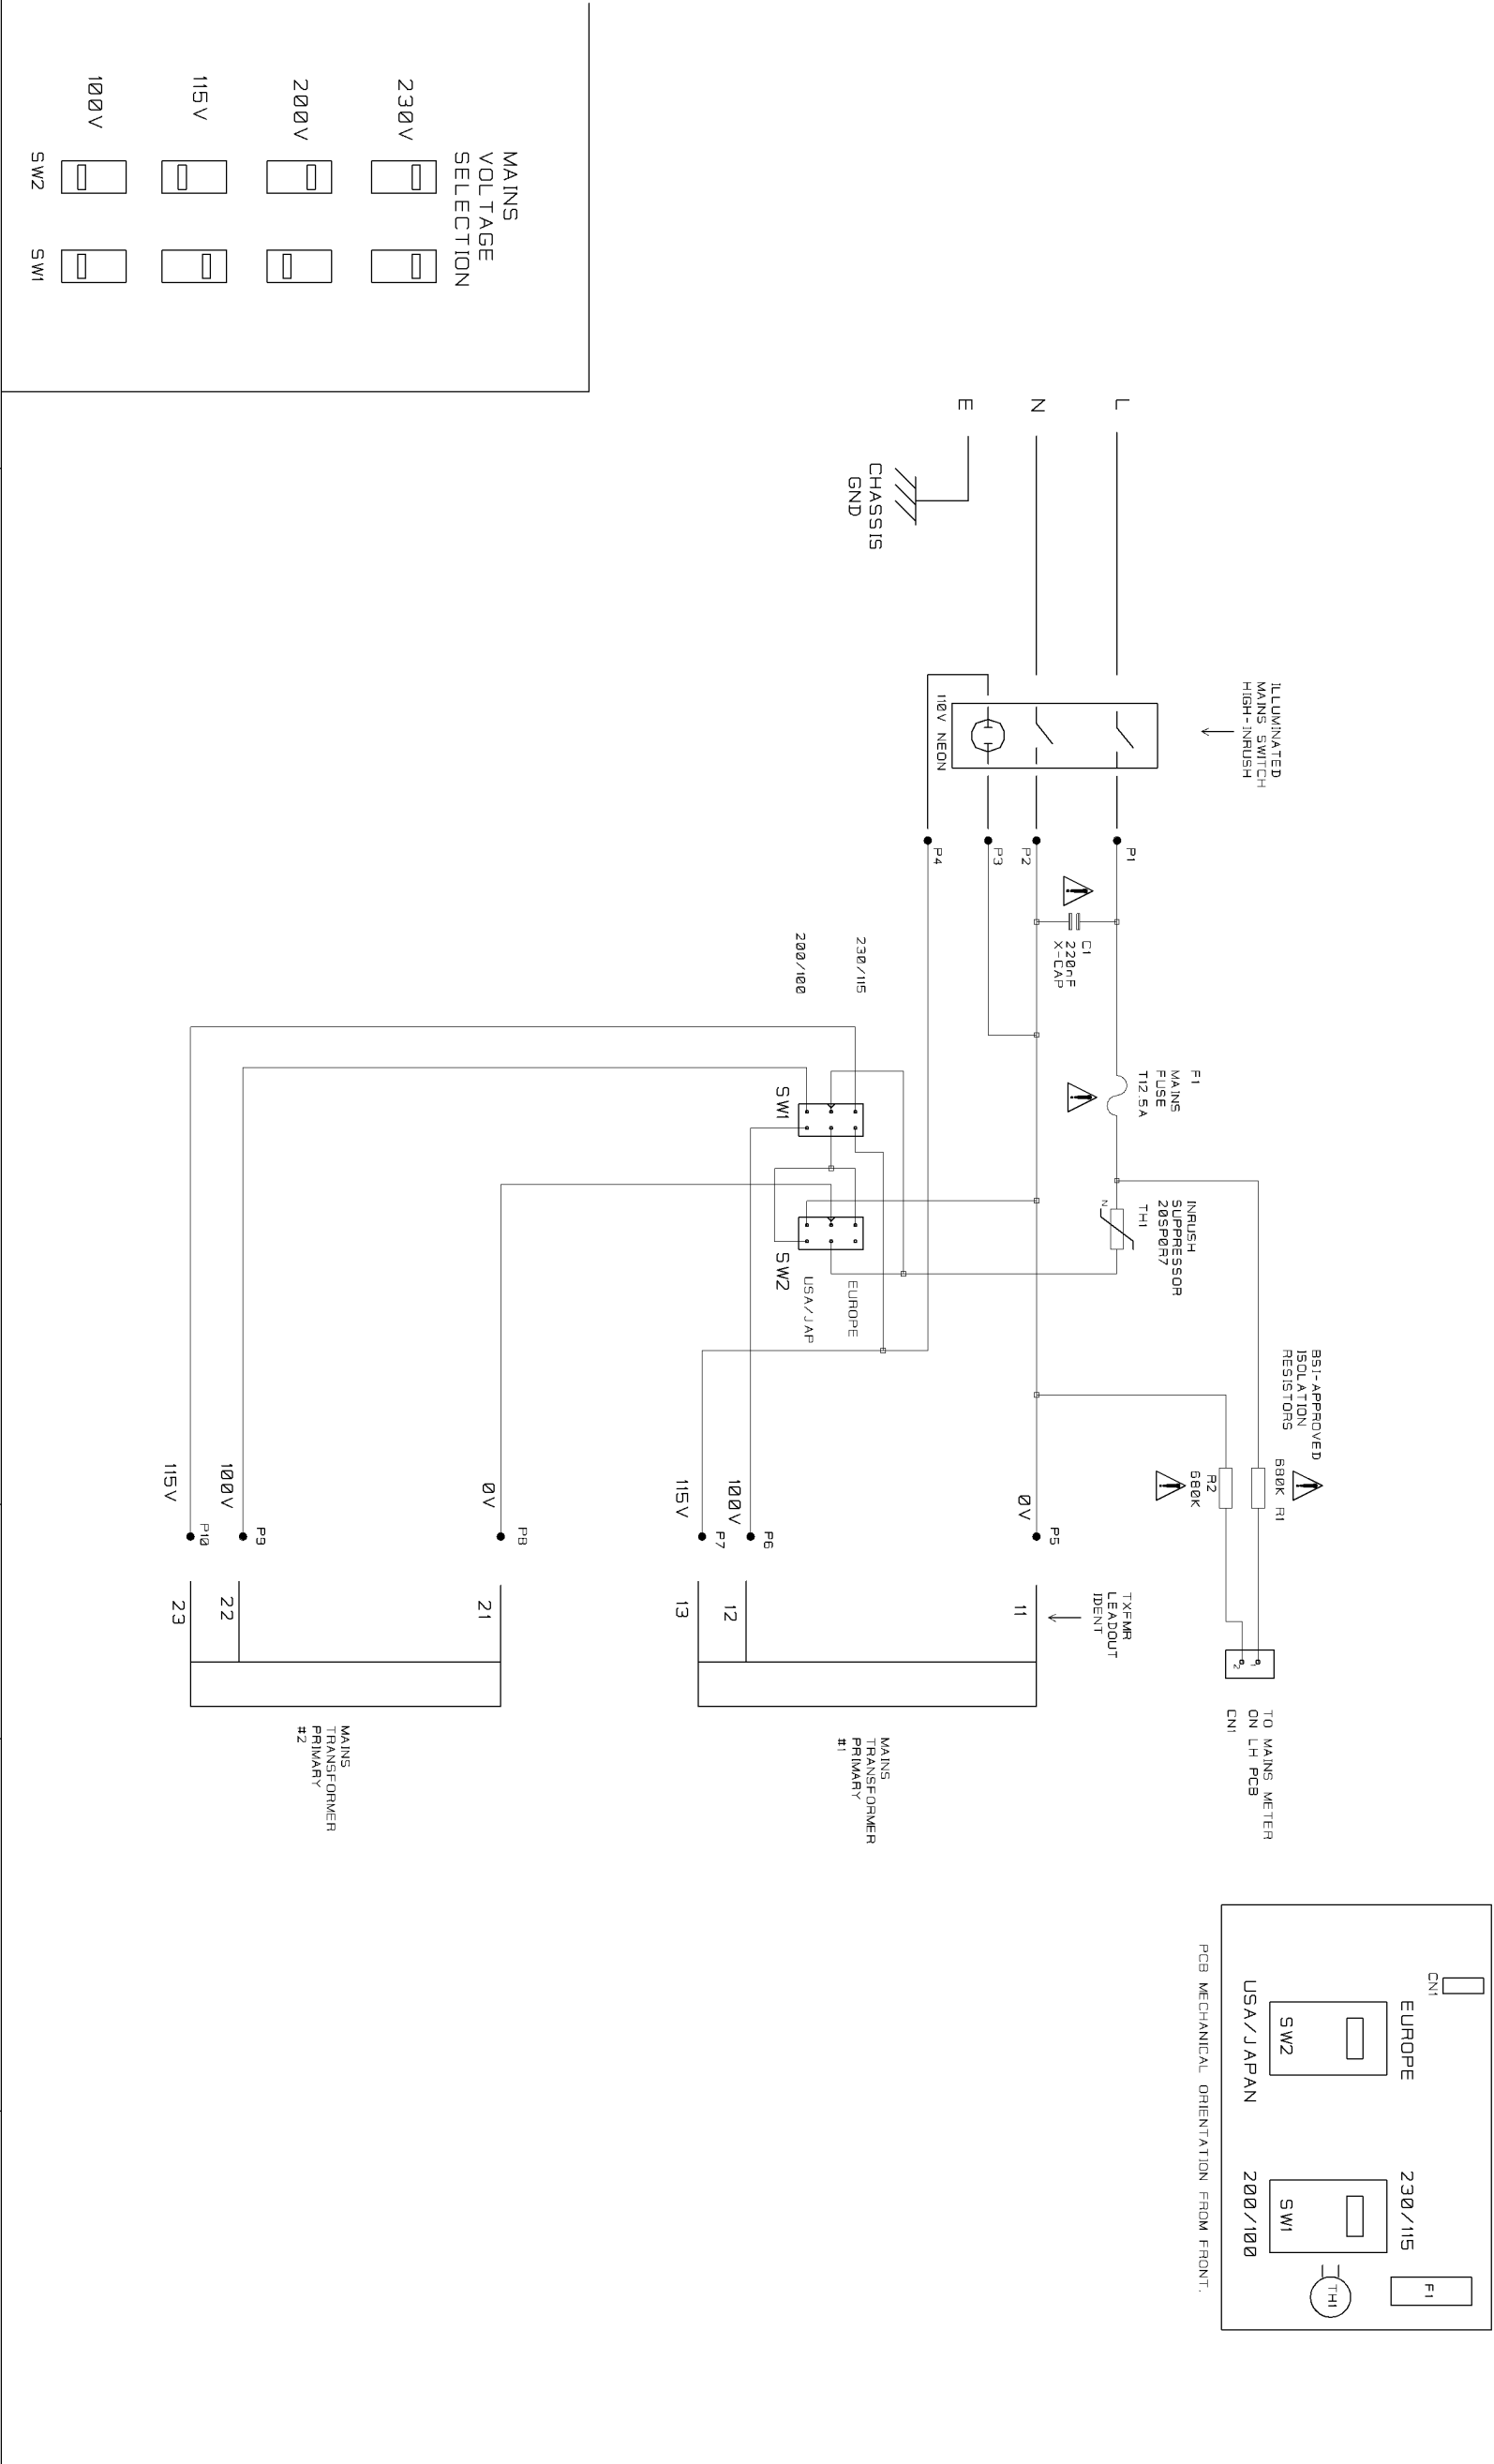 MAINS
VOLTAGE
SELECTION
230V
200V
115V
100V
SW2
SW1
L
N
E
CHASSIS
GND
ILLUMINATED
MAINS SWITCH
HIGH-INRUSH
110V NEON
P1
P2
P3
P4
C1
220nF
X-CAP
F1
MAINS
FUSE
T12.5A
INRUSH
SUPPRESSOR
20SP0R7
TH1
N
230/115
200/100
SW1
SW2
EUROPE
USA/JAP
BSI-APPROVED
ISOLATION
RESISTORS
680K R1
R2
680K
1
2
TO MAINS METER
ON LH PCB
CN1
0V
P5
100V
P6
115V
P7
0V
P8
100V
P9
115V
P10
TXFMR
LEADOUT
IDENT
11
12
13
21
22
23
MAINS
TRANSFORMER
PRIMARY
#1
MAINS
TRANSFORMER
PRIMARY
#2
CN1
EUROPE
SW2
USA/JAPAN
230/115
SW1
200/100
F1
TH1
PCB MECHANICAL ORIENTATION FROM FRONT.